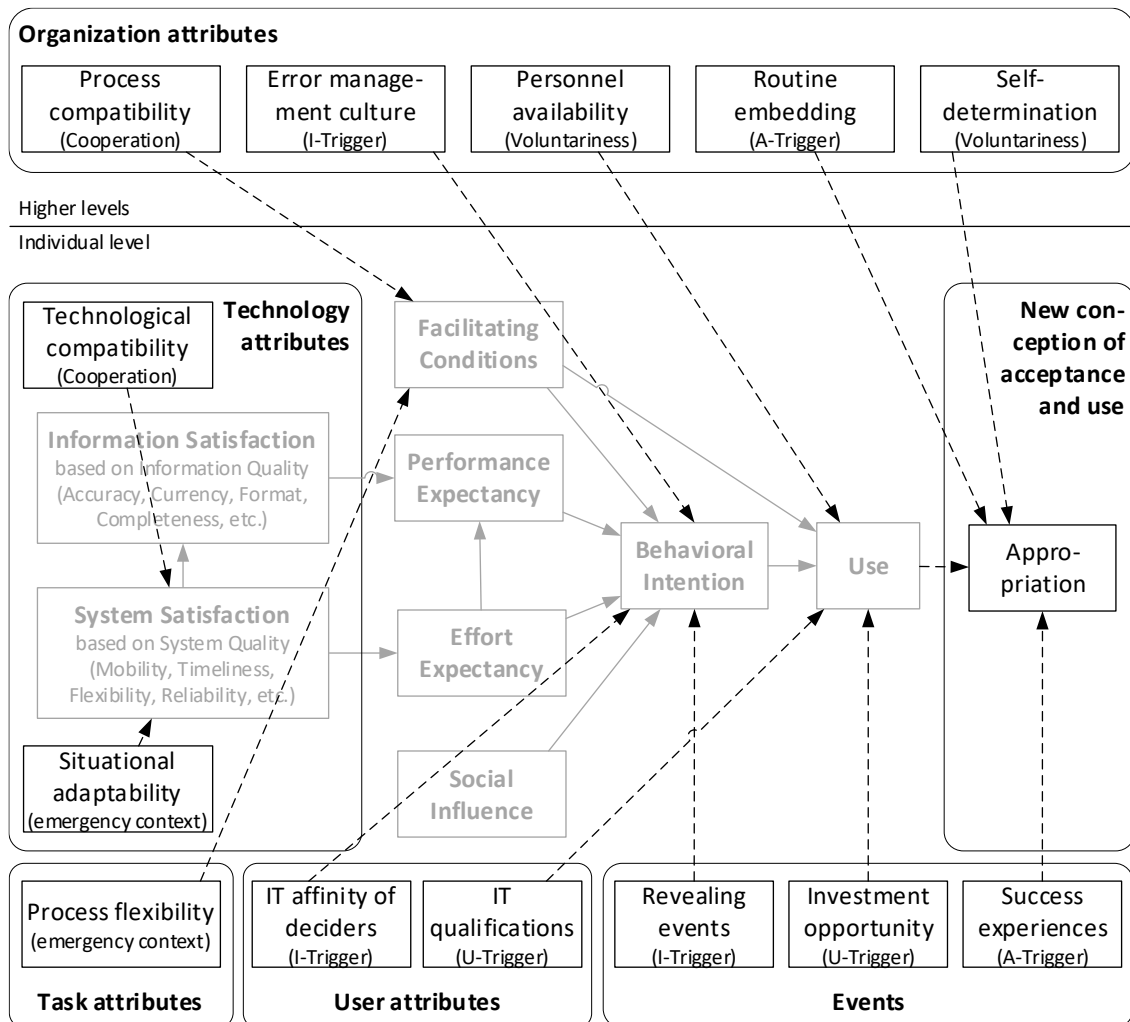 Organization attributes
Process
compatibility
(Cooperation)
Error manage-
ment culture
(I-Trigger)
Personnel
availability
(Voluntariness)
Routine
embedding
(A-Trigger)
Self-
determination
(Voluntariness)
Higher levels
Individual level
Technology
attributes
Technological
compatibility
(Cooperation)
Information Satisfaction
based on Information Quality
(Accuracy, Currency, Format,
Completeness, etc.)
System Satisfaction
based on System Quality
(Mobility, Timeliness,
Flexibility, Reliability, etc.)
Situational
adaptability
(emergency context)
Facilitating
Conditions
Performance
Expectancy
Effort
Expectancy
Social
Influence
Behavioral
Intention
Use
New con-
ception of
acceptance
and use
Appro-
priation
Process flexibility
(emergency context)
Task attributes
IT affinity of
deciders
(I-Trigger)
IT
qualifications
(U-Trigger)
User attributes
Revealing
events
(I-Trigger)
Investment
opportunity
(U-Trigger)
Success
experiences
(A-Trigger)
Events